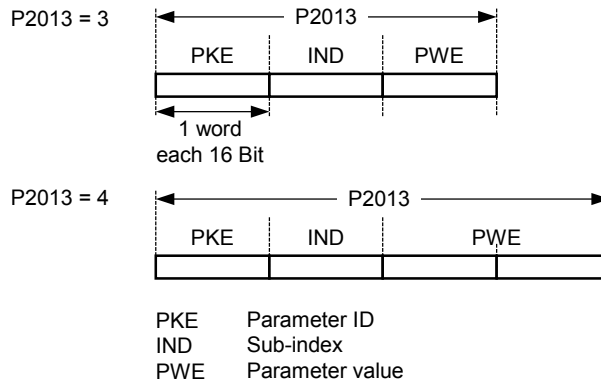 P2013 = 3 P2013
PKE IND PWE
1 word
each 16 Bit
P2013 = 4 P2013
PKE IND PWE
PKE Parameter ID
IND Sub-index
PWE Parameter value